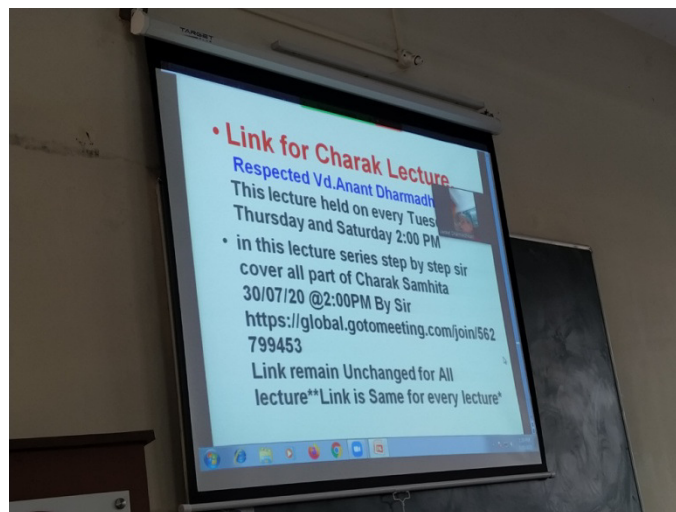 TARGET
• Link for Charak Lecture
Respected Vd.Anant Dharmadh
This lecture held on every Tues
Thursday and Saturday 2:00 PM
• in this lecture series step by step sir
cover all part of Charak Samhita
30/07/20 @2:00PM By Sir
https://global.gotomeeting.com/join/562
799453
Link remain Unchanged for All
lecture**Link is Same for every lecture*